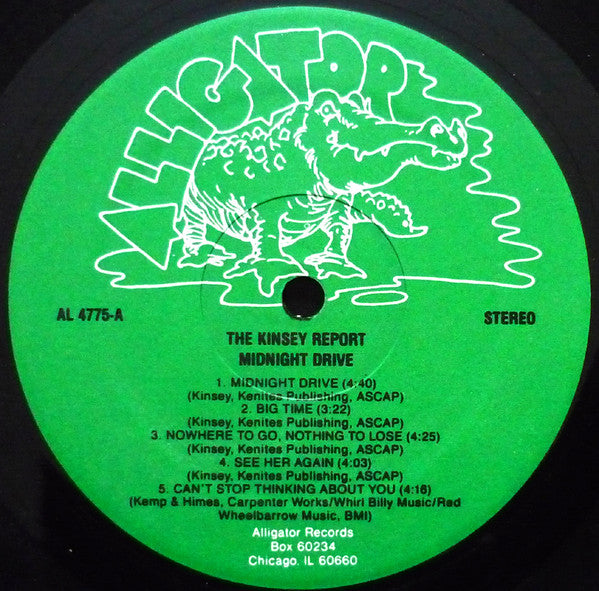 ALLIGATOR
AL 4775-A
STEREO
THE KINSEY REPORT
MIDNIGHT DRIVE
1. MIDNIGHT DRIVE (4:40)
(Kinsey, Kenites Publishing, ASCAP)
2. BIG TIME (3:22)
(Kinsey, Kenites Publishing, ASCAP)
3. NOWHERE TO GO, NOTHING TO LOSE (4:25)
(Kinsey, Kenites Publishing, ASCAP)
4. SEE HER AGAIN (4:03)
(Kinsey, Kenites Publishing, ASCAP)
5. CAN'T STOP THINKING ABOUT YOU (4:16)
(Kemp & Himes, Carpenter Works/Whirl Billy Music/Red
Wheelbarrow Music, BMI)
Alligator Records
Box 60234
Chicago, IL 60660